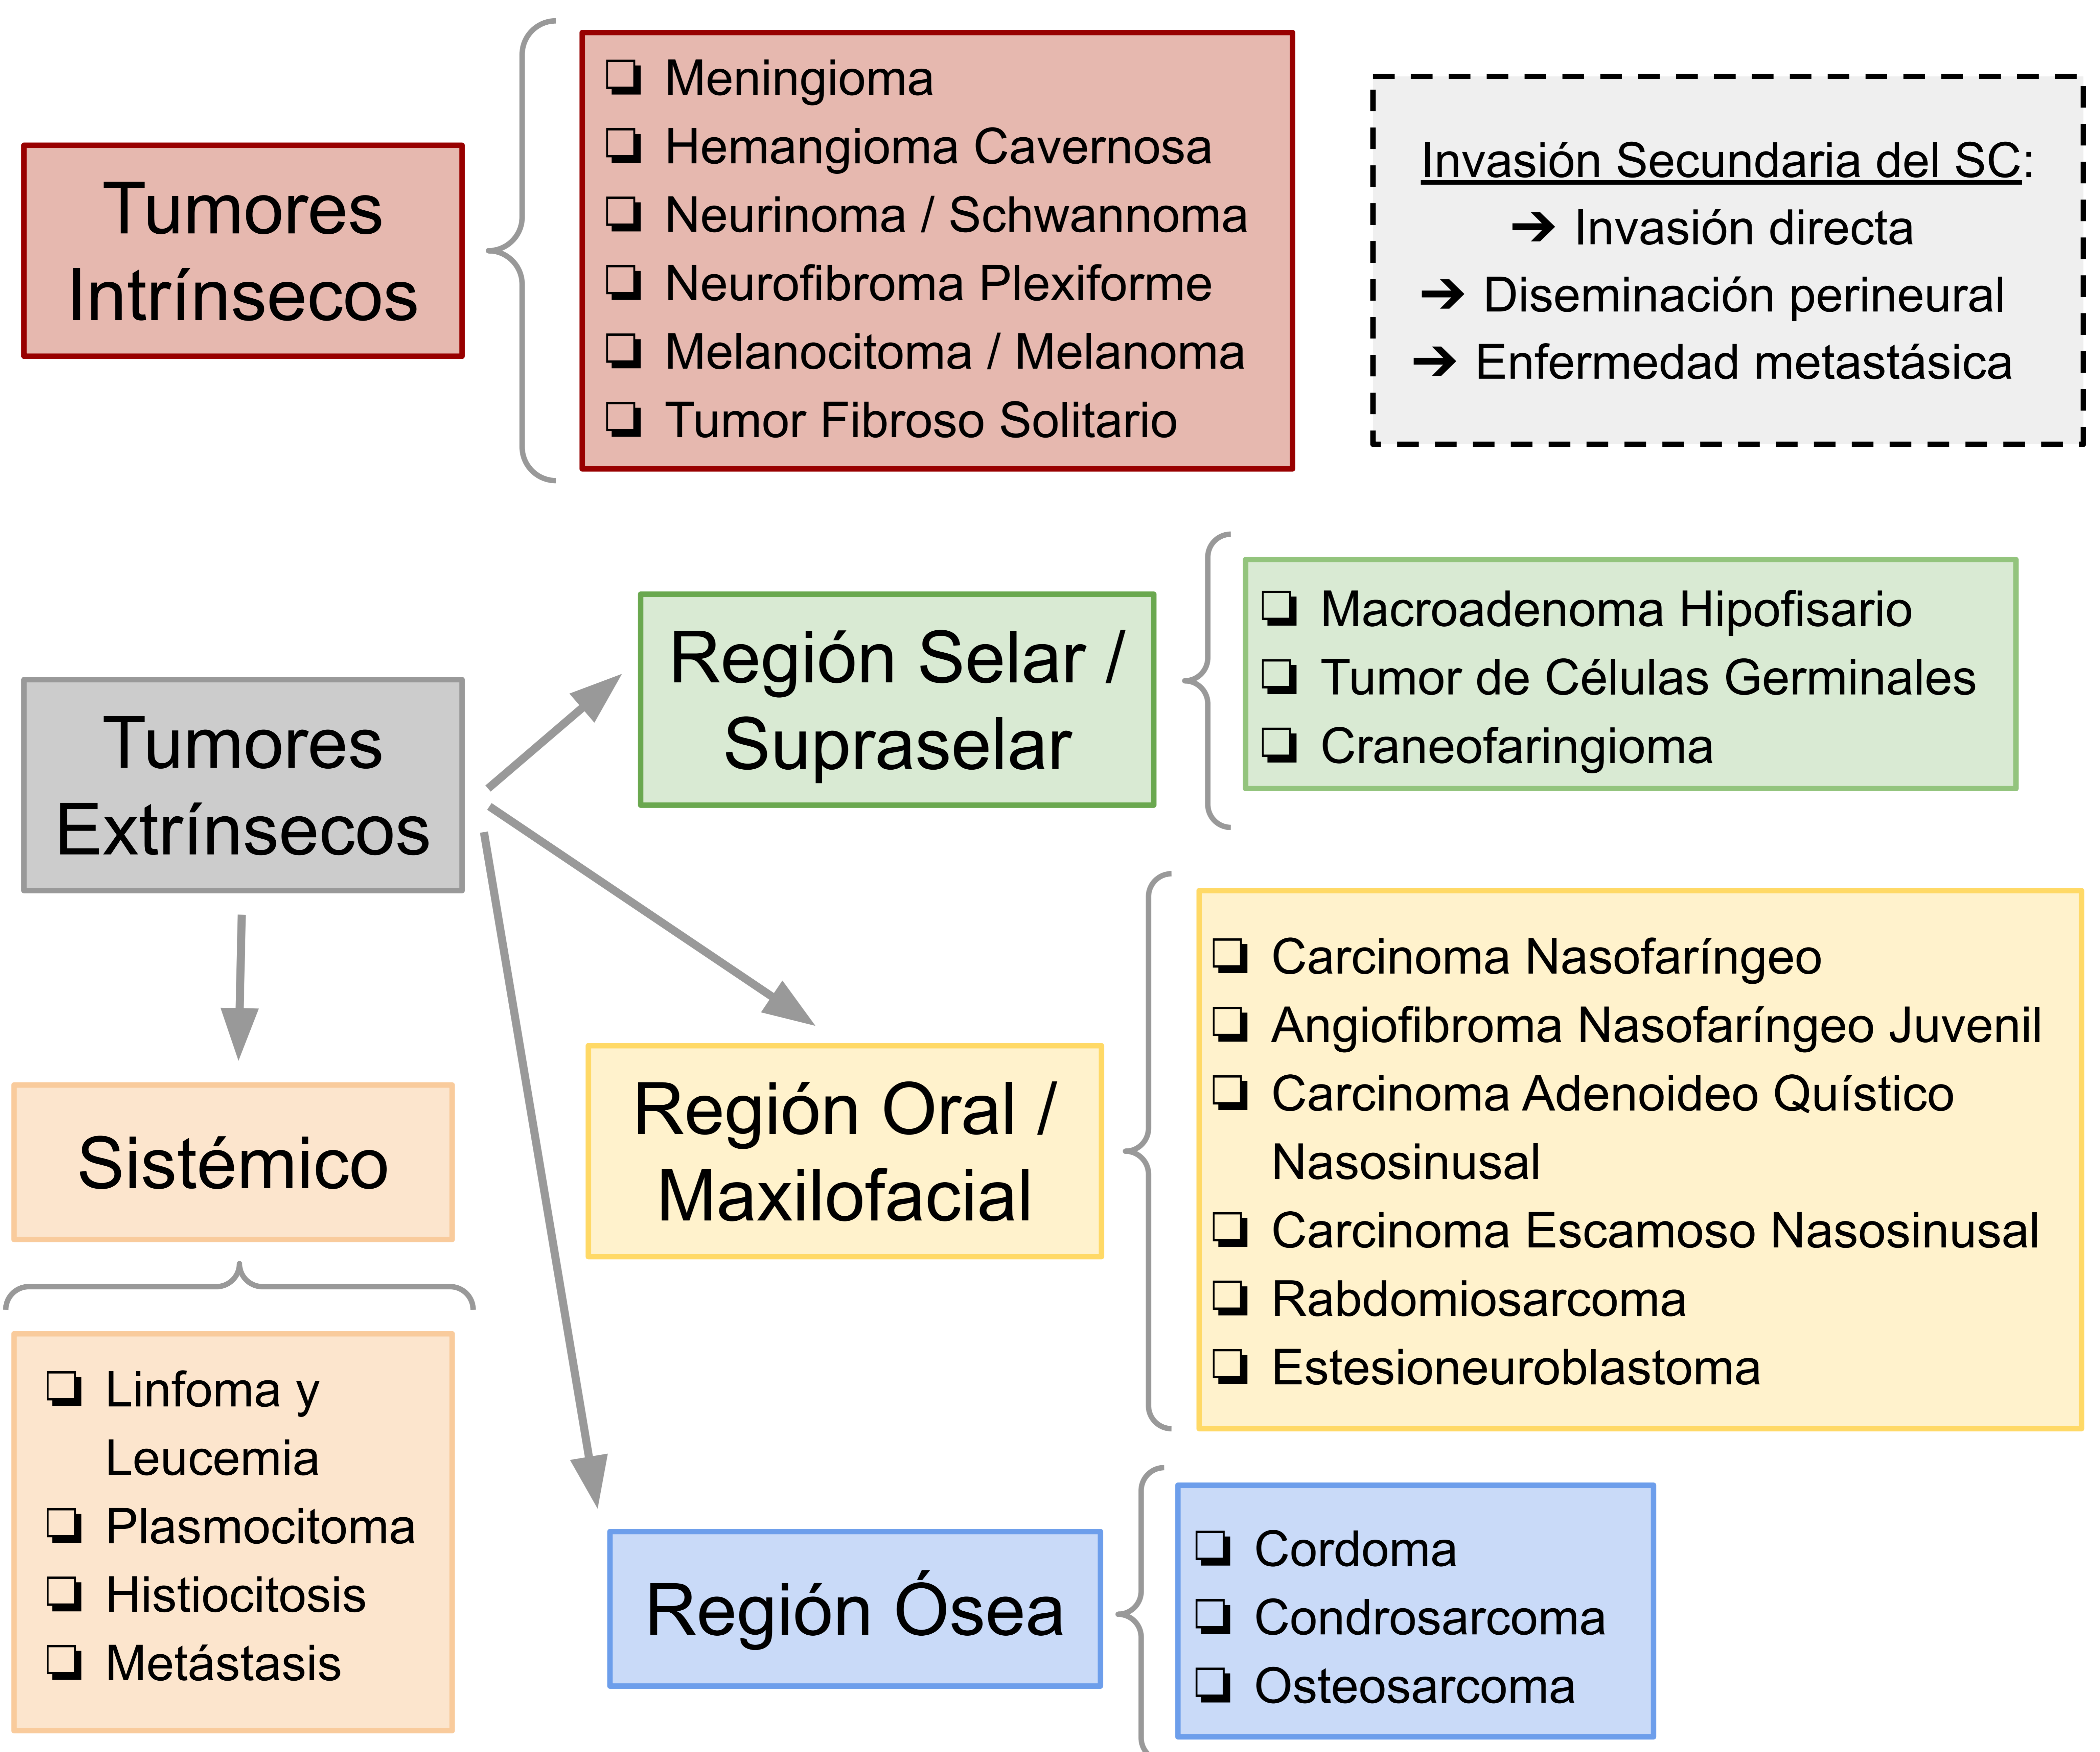 Tumores
Intrínsecos
❏ Meningioma
❏ Hemangioma Cavernosa
❏ Neurinoma / Schwannoma
❏ Neurofibroma Plexiforme
❏ Melanocitoma / Melanoma
❏ Tumor Fibroso Solitario
Invasión Secundaria del SC:
➔ Invasión directa
➔ Diseminación perineural
➔ Enfermedad metastásica
Tumores
Extrínsecos
Región Selar /
Supraselar
❏ Macroadenoma Hipofisario
❏ Tumor de Células Germinales
❏ Craneofaringioma
Región Oral /
Maxilofacial
❏ Carcinoma Nasofaríngeo
❏ Angiofibroma Nasofaríngeo Juvenil
❏ Carcinoma Adenoideo Quístico
Nasosinusal
❏ Carcinoma Escamoso Nasosinusal
❏ Rabdomiosarcoma
❏ Estesioneuroblastoma
Sistémico
❏ Linfoma y
Leucemia
❏ Plasmocitoma
❏ Histiocitosis
❏ Metástasis
Región Ósea
❏ Cordoma
❏ Condrosarcoma
❏ Osteosarcoma